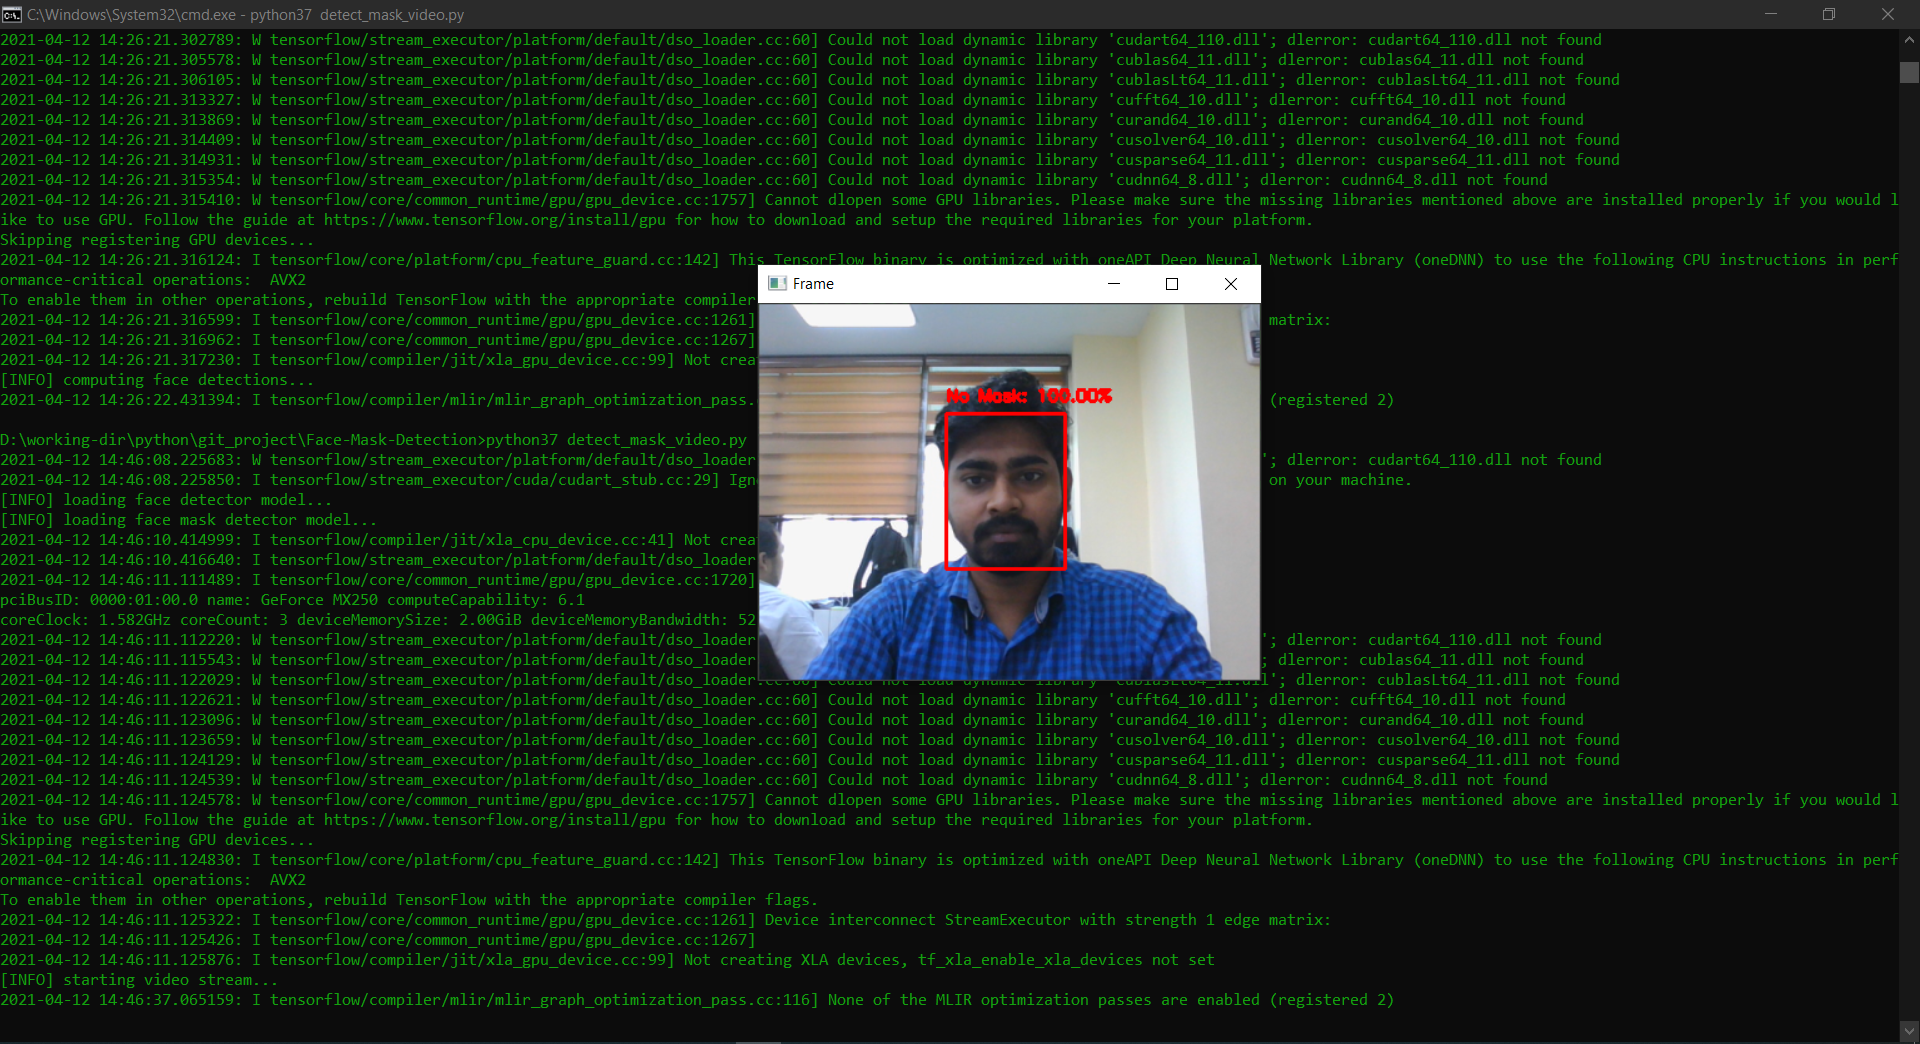 C:\Windows\System32\cmd.exe - python37  detect_mask_video.py
2021-04-12 14:26:21.302789: W tensorflow/stream_executor/platform/default/dso_loader.cc:60] Could not load dynamic library 'cudart64_110.dll'; dlerror: cudart64_110.dll not found
2021-04-12 14:26:21.305578: W tensorflow/stream_executor/platform/default/dso_loader.cc:60] Could not load dynamic library 'cublas64_11.dll'; dlerror: cublas64_11.dll not found
2021-04-12 14:26:21.306105: W tensorflow/stream_executor/platform/default/dso_loader.cc:60] Could not load dynamic library 'cublasLt64_11.dll'; dlerror: cublasLt64_11.dll not found
2021-04-12 14:26:21.313327: W tensorflow/stream_executor/platform/default/dso_loader.cc:60] Could not load dynamic library 'cufft64_10.dll'; dlerror: cufft64_10.dll not found
2021-04-12 14:26:21.313869: W tensorflow/stream_executor/platform/default/dso_loader.cc:60] Could not load dynamic library 'curand64_10.dll'; dlerror: curand64_10.dll not found
2021-04-12 14:26:21.314409: W tensorflow/stream_executor/platform/default/dso_loader.cc:60] Could not load dynamic library 'cusolver64_10.dll'; dlerror: cusolver64_10.dll not found
2021-04-12 14:26:21.314931: W tensorflow/stream_executor/platform/default/dso_loader.cc:60] Could not load dynamic library 'cusparse64_11.dll'; dlerror: cusparse64_11.dll not found
2021-04-12 14:26:21.315354: W tensorflow/stream_executor/platform/default/dso_loader.cc:60] Could not load dynamic library 'cudnn64_8.dll'; dlerror: cudnn64_8.dll not found
2021-04-12 14:26:21.315410: W tensorflow/core/common_runtime/gpu/gpu_device.cc:1757] Cannot dlopen some GPU libraries. Please make sure the missing libraries mentioned above are installed properly if you would l
ike to use GPU. Follow the guide at https://www.tensorflow.org/install/gpu for how to download and setup the required libraries for your platform.
Skipping registering GPU devices...
2021-04-12 14:26:21.316124: I tensorflow/core/platform/cpu_feature_guard.cc:142] This TensorFlow binary is optimized with oneAPI Deep Neural Network Library (oneDNN) to use the following CPU instructions in perf
ormance-critical operations:  AVX2
To enable them in other operations, rebuild TensorFlow with the appropriate compiler
2021-04-12 14:26:21.316599: I tensorflow/core/common_runtime/gpu/gpu_device.cc:1261] matrix:
2021-04-12 14:26:21.316962: I tensorflow/core/common_runtime/gpu/gpu_device.cc:1267]
2021-04-12 14:26:21.317230: I tensorflow/compiler/jit/xla_gpu_device.cc:99] Not crea
[INFO] computing face detections...
2021-04-12 14:26:22.431394: I tensorflow/compiler/mlir/mlir_graph_optimization_pass. (registered 2)
D:\working-dir\python\git_project\Face-Mask-Detection>python37 detect_mask_video.py
2021-04-12 14:46:08.225683: W tensorflow/stream_executor/platform/default/dso_loader '; dlerror: cudart64_110.dll not found
2021-04-12 14:46:08.225850: I tensorflow/stream_executor/cuda/cudart_stub.cc:29] Ign on your machine.
[INFO] loading face detector model...
[INFO] loading face mask detector model...
2021-04-12 14:46:10.414999: I tensorflow/compiler/jit/xla_cpu_device.cc:41] Not crea
2021-04-12 14:46:10.416640: I tensorflow/stream_executor/platform/default/dso_loader
2021-04-12 14:46:11.111489: I tensorflow/core/common_runtime/gpu/gpu_device.cc:1720]
pciBusID: 0000:01:00.0 name: GeForce MX250 computeCapability: 6.1
coreClock: 1.582GHz coreCount: 3 deviceMemorySize: 2.00GiB deviceMemoryBandwidth: 52
2021-04-12 14:46:11.112220: W tensorflow/stream_executor/platform/default/dso_loader '; dlerror: cudart64_110.dll not found
2021-04-12 14:46:11.115543: W tensorflow/stream_executor/platform/default/dso_loader ; dlerror: cublas64_11.dll not found
2021-04-12 14:46:11.122029: W tensorflow/stream_executor/platform/default/dso_loader.cc:60] Could not load dynamic library 'cublasLt64_11.dll'; dlerror: cublasLt64_11.dll not found
2021-04-12 14:46:11.122621: W tensorflow/stream_executor/platform/default/dso_loader.cc:60] Could not load dynamic library 'cufft64_10.dll'; dlerror: cufft64_10.dll not found
2021-04-12 14:46:11.123096: W tensorflow/stream_executor/platform/default/dso_loader.cc:60] Could not load dynamic library 'curand64_10.dll'; dlerror: curand64_10.dll not found
2021-04-12 14:46:11.123659: W tensorflow/stream_executor/platform/default/dso_loader.cc:60] Could not load dynamic library 'cusolver64_10.dll'; dlerror: cusolver64_10.dll not found
2021-04-12 14:46:11.124129: W tensorflow/stream_executor/platform/default/dso_loader.cc:60] Could not load dynamic library 'cusparse64_11.dll'; dlerror: cusparse64_11.dll not found
2021-04-12 14:46:11.124539: W tensorflow/stream_executor/platform/default/dso_loader.cc:60] Could not load dynamic library 'cudnn64_8.dll'; dlerror: cudnn64_8.dll not found
2021-04-12 14:46:11.124578: W tensorflow/core/common_runtime/gpu/gpu_device.cc:1757] Cannot dlopen some GPU libraries. Please make sure the missing libraries mentioned above are installed properly if you would l
ike to use GPU. Follow the guide at https://www.tensorflow.org/install/gpu for how to download and setup the required libraries for your platform.
Skipping registering GPU devices...
2021-04-12 14:46:11.124830: I tensorflow/core/platform/cpu_feature_guard.cc:142] This TensorFlow binary is optimized with oneAPI Deep Neural Network Library (oneDNN) to use the following CPU instructions in perf
ormance-critical operations:  AVX2
To enable them in other operations, rebuild TensorFlow with the appropriate compiler flags.
2021-04-12 14:46:11.125322: I tensorflow/core/common_runtime/gpu/gpu_device.cc:1261] Device interconnect StreamExecutor with strength 1 edge matrix:
2021-04-12 14:46:11.125426: I tensorflow/core/common_runtime/gpu/gpu_device.cc:1267]
2021-04-12 14:46:11.125876: I tensorflow/compiler/jit/xla_gpu_device.cc:99] Not creating XLA devices, tf_xla_enable_xla_devices not set
[INFO] starting video stream...
2021-04-12 14:46:37.065159: I tensorflow/compiler/mlir/mlir_graph_optimization_pass.cc:116] None of the MLIR optimization passes are enabled (registered 2)
Frame
No Mask: 100.00%